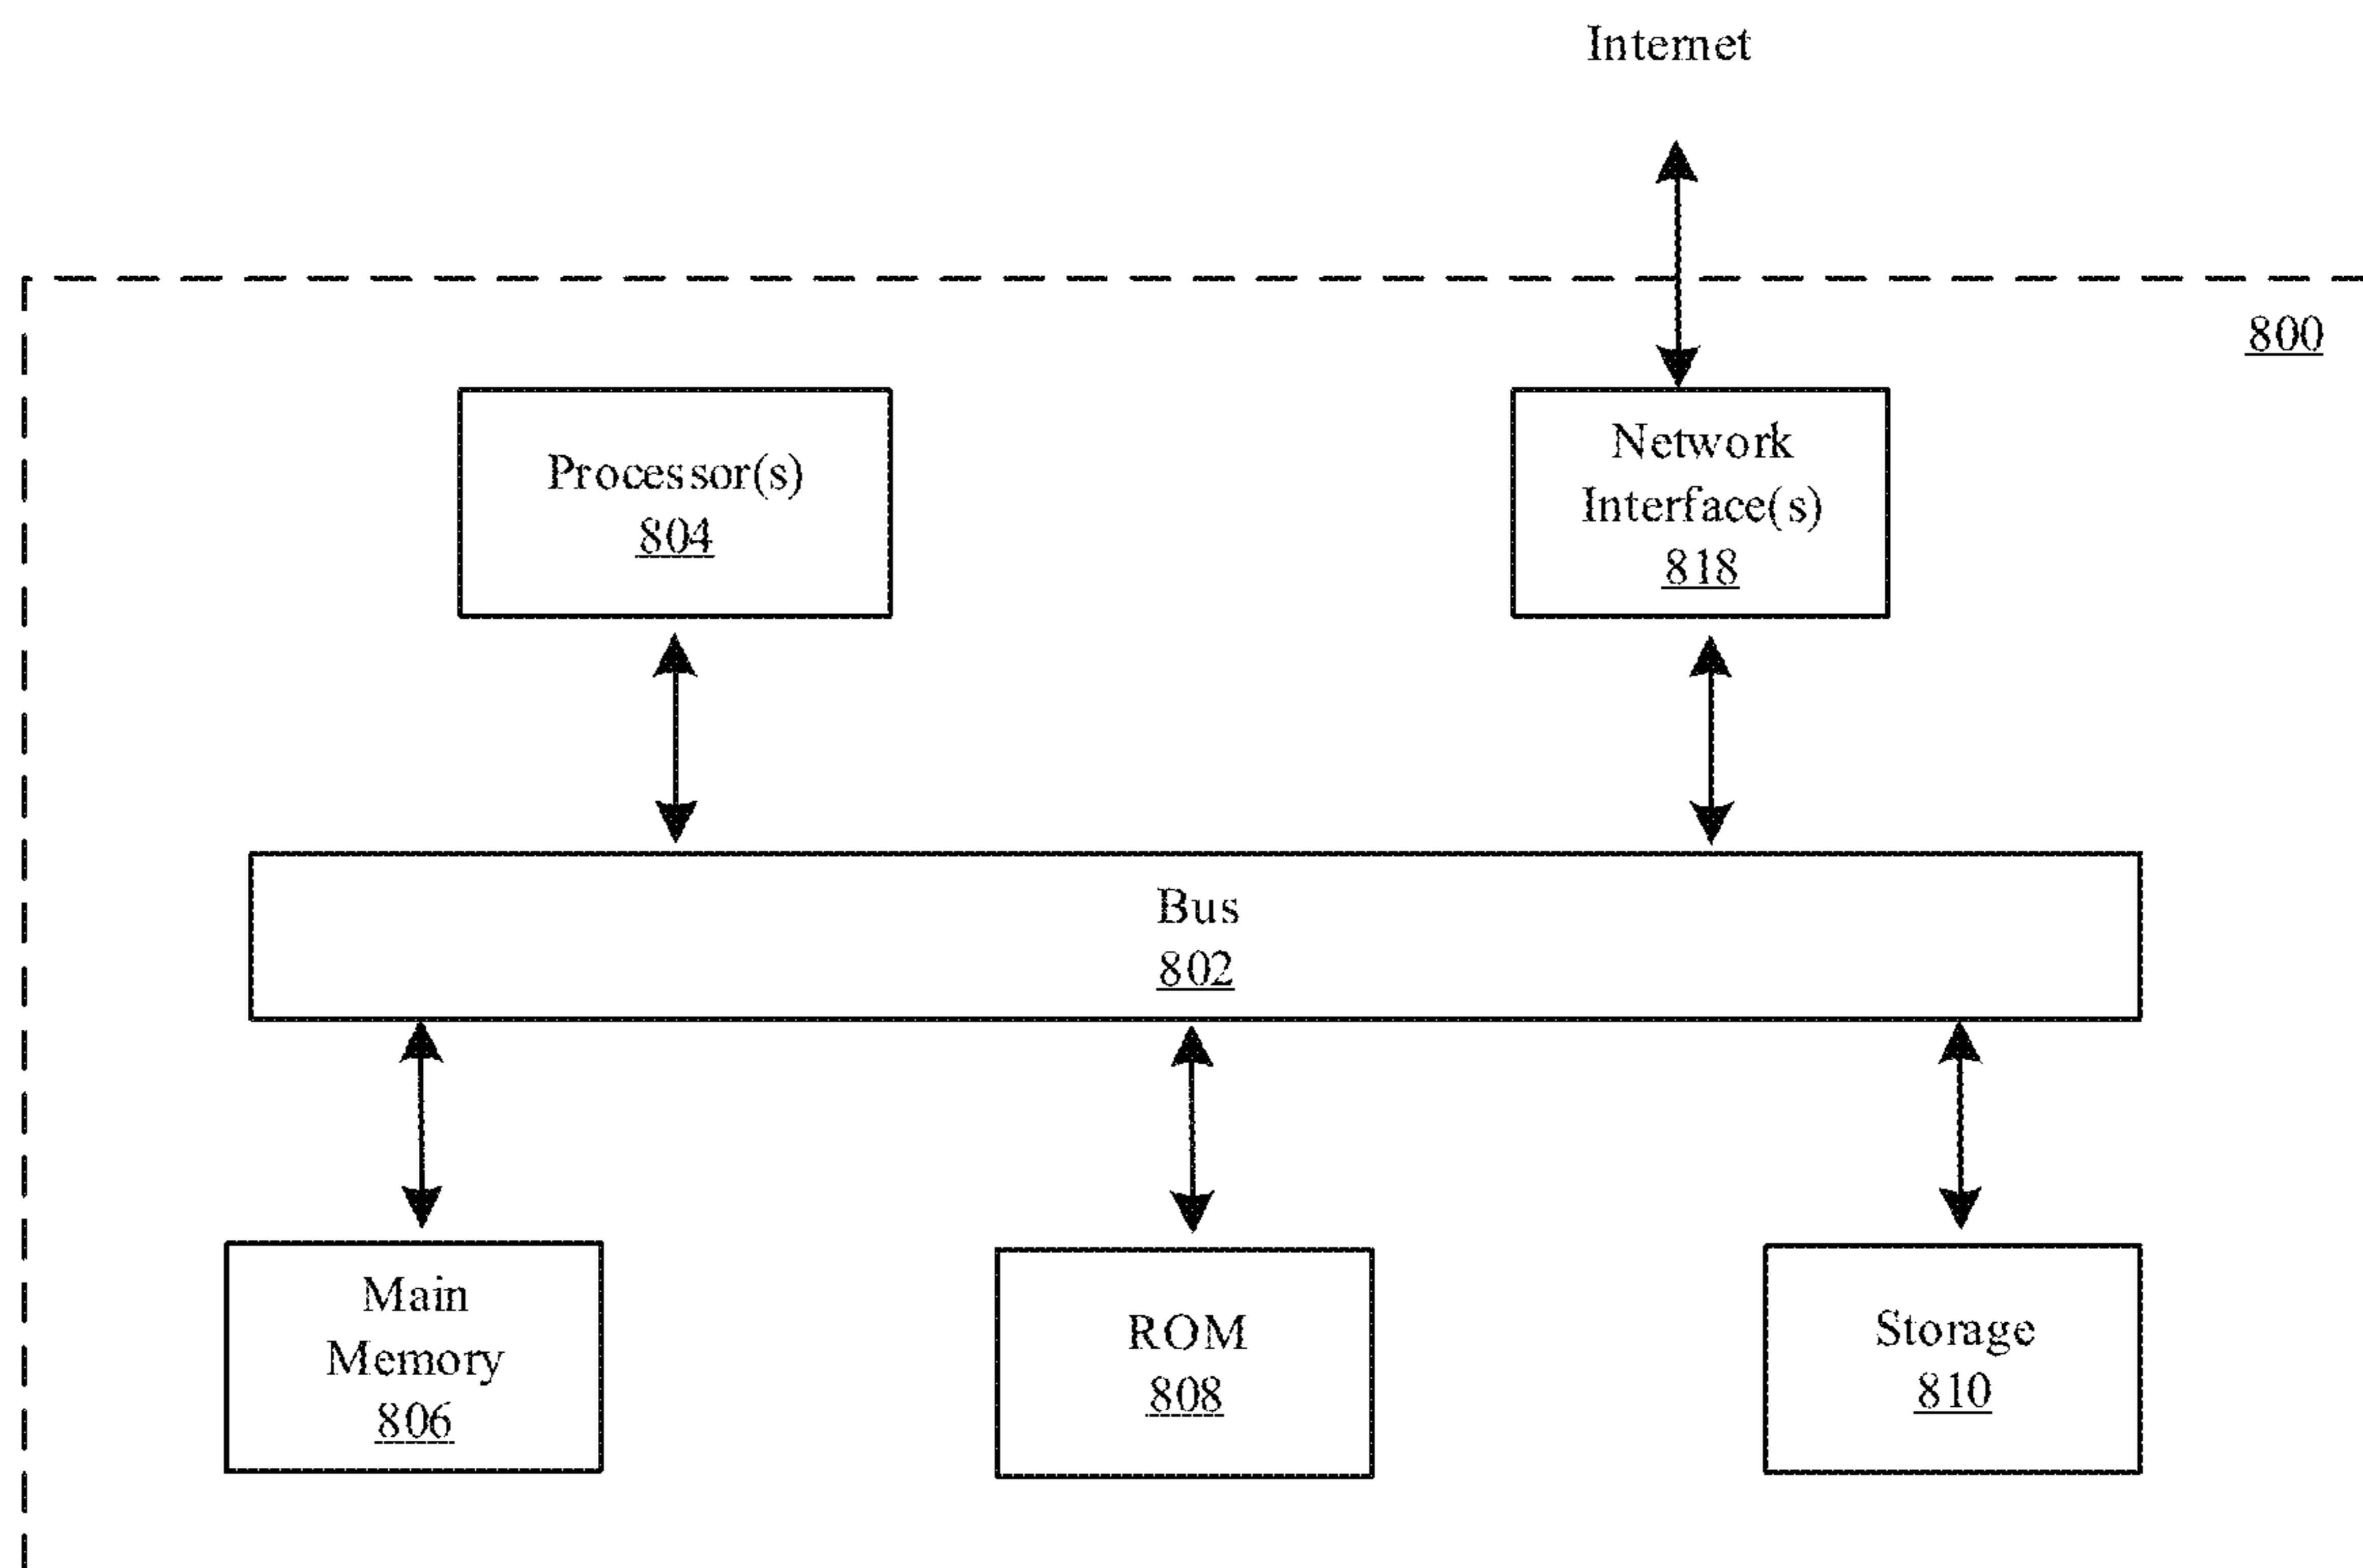 Internet
800
Processor(s)
804
Network
Interface(s)
818
Bus
802
Main
Memory
806
ROM
808
Storage
810